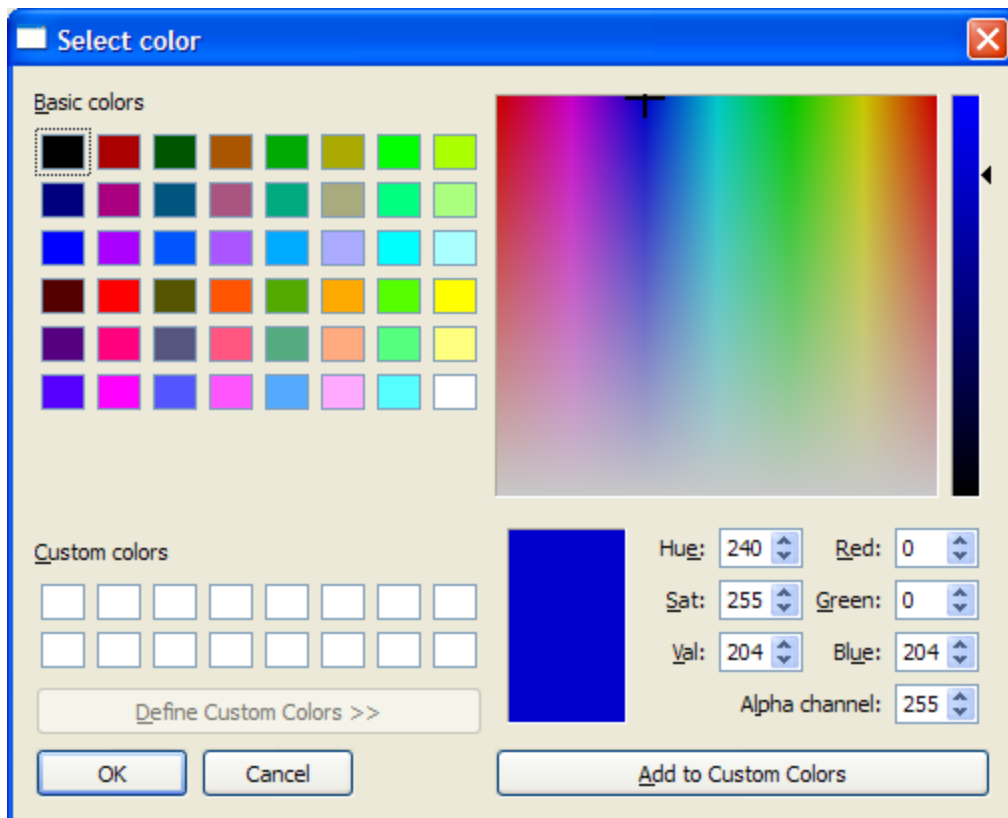 Select color
Basic colors
Custom colors
Hue: 240 Red: 0
Sat: 255 Green: 0
Val: 204 Blue: 204
Alpha channel: 255
Define Custom Colors >>
OK Cancel Add to Custom Colors